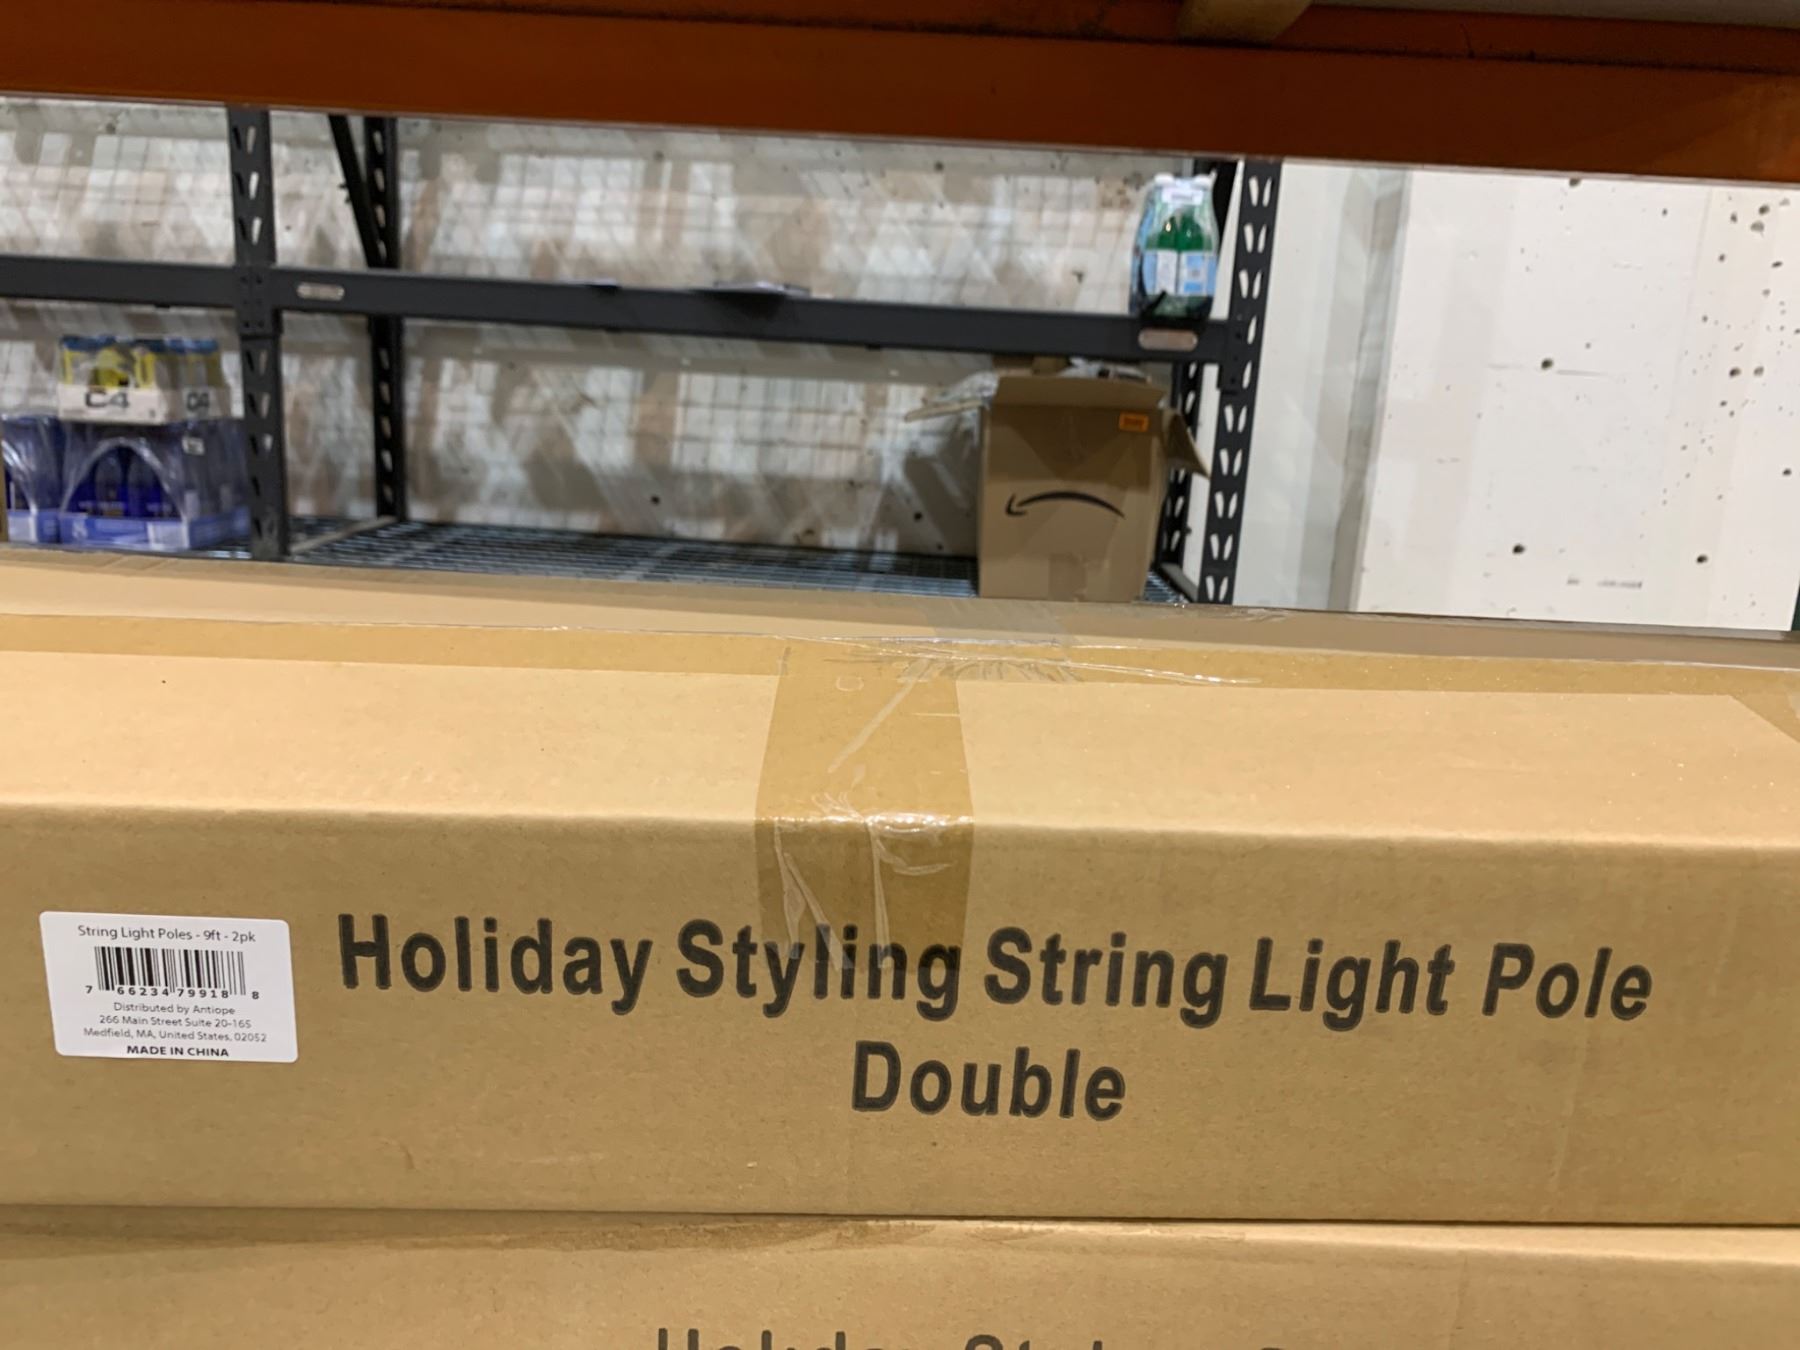 C4
C4
String Light Poles - 9ft - 2pk
7 66234 79918 8
Distributed by Antiope
266 Main Street Suite 20-165
Medfield, MA, United States, 02052
MADE IN CHINA
Holiday Styling String Light Pole
Double